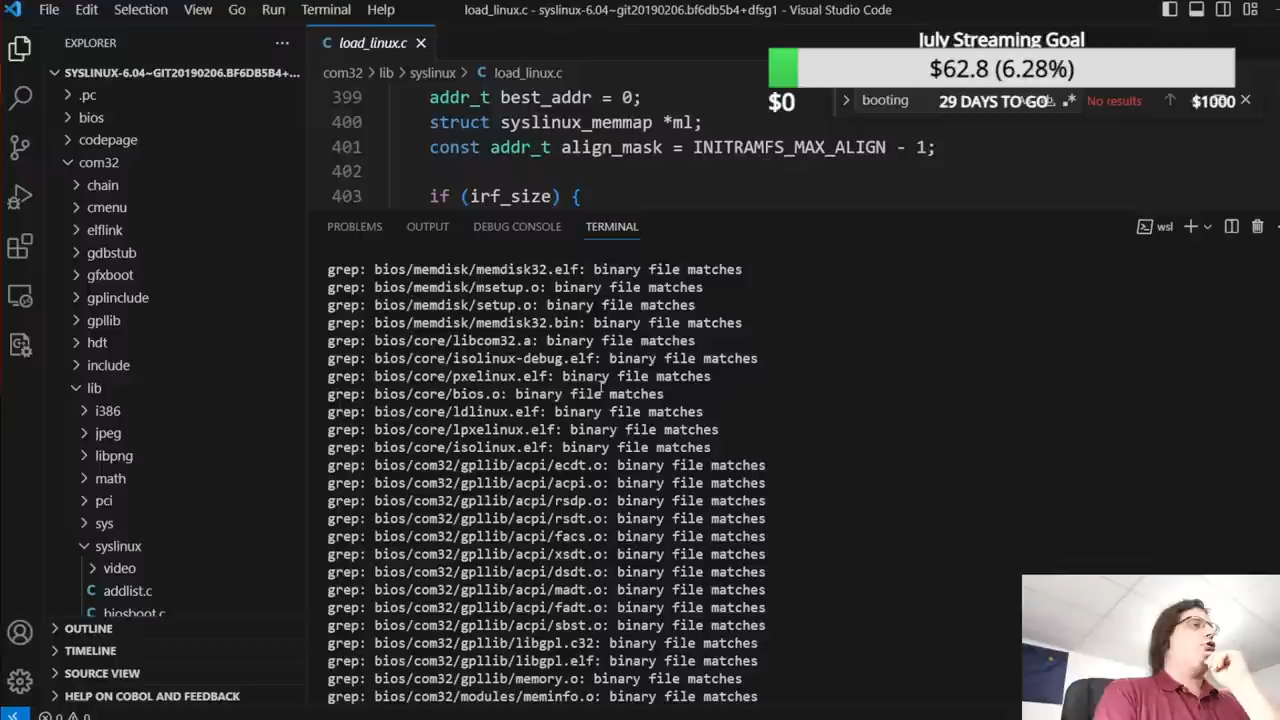 File Edit Selection View Go Run Terminal Help
load_linux.c - syslinux-6.04~git20190206.bf6db5b4+dfsg1 - Visual Studio Code
EXPLORER
SYSLINUX-6.04~GIT20190206.BF6DB5B4+...
.pc
bios
codepage
com32
chain
cmenu
elflink
gdbstub
gfxboot
gplinclude
gpllib
hdt
include
lib
i386
jpeg
libpng
math
pci
sys
syslinux
video
C addlist.c
biosboot.c
OUTLINE
TIMELINE
SOURCE VIEW
HELP ON COBOL AND FEEDBACK
C load_linux.c
com32 > lib > syslinux > C load_linux.c
July Streaming Goal
$62.8 (6.28%)
$0
29 DAYS TO GO
$1000
booting
No results
399 addr_t best_addr = 0;
400 struct syslinux_memmap *ml;
401 const addr_t align_mask = INITRAMFS_MAX_ALIGN - 1;
402
403 if (irf_size) {
PROBLEMS OUTPUT DEBUG CONSOLE TERMINAL
wsl
grep: bios/memdisk/memdisk32.elf: binary file matches
grep: bios/memdisk/msetup.o: binary file matches
grep: bios/memdisk/setup.o: binary file matches
grep: bios/memdisk/memdisk32.bin: binary file matches
grep: bios/core/libcom32.a: binary file matches
grep: bios/core/isolinux-debug.elf: binary file matches
grep: bios/core/pxelinux.elf: binary file matches
grep: bios/core/bios.o: binary file matches
grep: bios/core/ldlinux.elf: binary file matches
grep: bios/core/lpxelinux.elf: binary file matches
grep: bios/core/isolinux.elf: binary file matches
grep: bios/com32/gpllib/acpi/ecdt.o: binary file matches
grep: bios/com32/gpllib/acpi/acpi.o: binary file matches
grep: bios/com32/gpllib/acpi/rsdp.o: binary file matches
grep: bios/com32/gpllib/acpi/rsdt.o: binary file matches
grep: bios/com32/gpllib/acpi/facs.o: binary file matches
grep: bios/com32/gpllib/acpi/xsdt.o: binary file matches
grep: bios/com32/gpllib/acpi/dsdt.o: binary file matches
grep: bios/com32/gpllib/acpi/madt.o: binary file matches
grep: bios/com32/gpllib/acpi/fadt.o: binary file matches
grep: bios/com32/gpllib/acpi/sbst.o: binary file matches
grep: bios/com32/gpllib/libgpl.c32: binary file matches
grep: bios/com32/gpllib/libgpl.elf: binary file matches
grep: bios/com32/gpllib/memory.o: binary file matches
grep: bios/com32/modules/meminfo.o: binary file matches